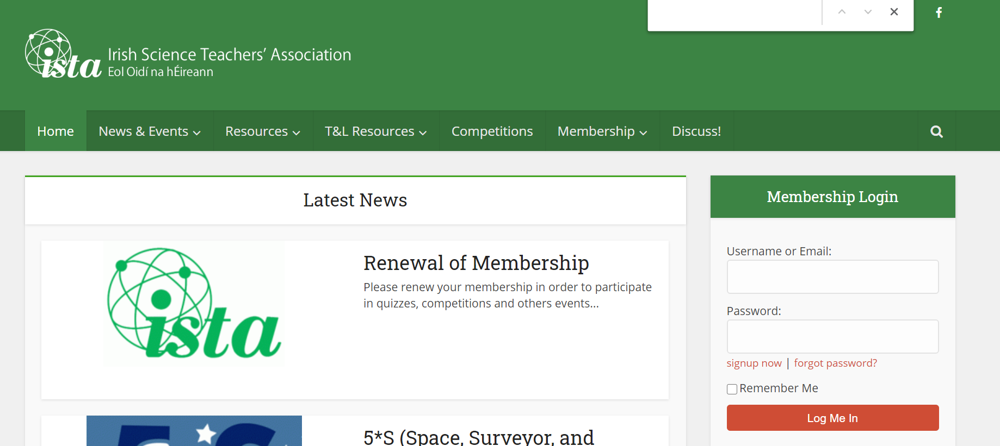 ista
Irish Science Teachers’ Association
Eol Oidí na hÉireann
Home
News & Events
Resources
T&L Resources
Competitions
Membership
Discuss!
Latest News
ista
Renewal of Membership
Please renew your membership in order to participate
in quizzes, competitions and others events...
5*S (Space, Surveyor, and
Membership Login
Username or Email:
Password:
signup now | forgot password?
Remember Me
Log Me In